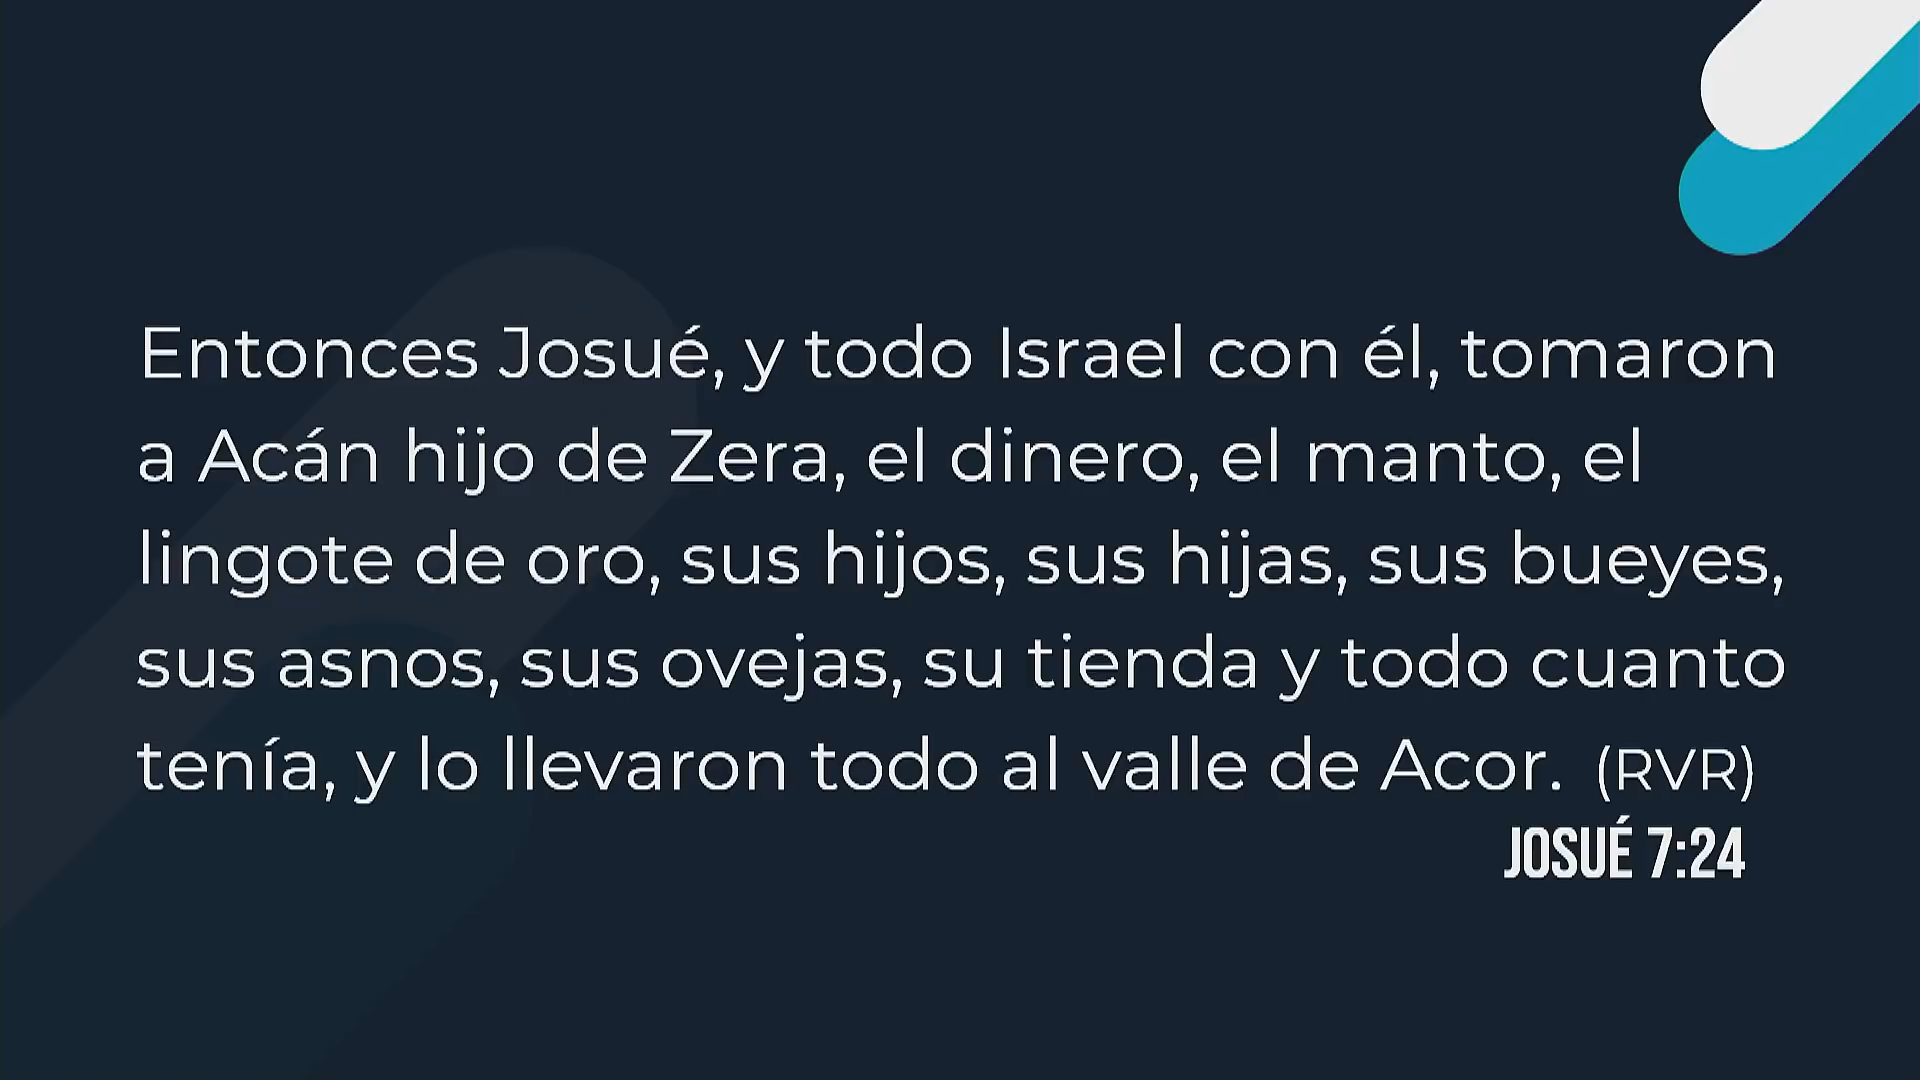 Entonces Josué, y todo Israel con él, tomaron
a Acán hijo de Zera, el dinero, el manto, el
lingote de oro, sus hijos, sus hijas, sus bueyes,
sus asnos, sus ovejas, su tienda y todo cuanto
tenía, y lo llevaron todo al valle de Acor. (RVR)
JOSUÉ 7:24